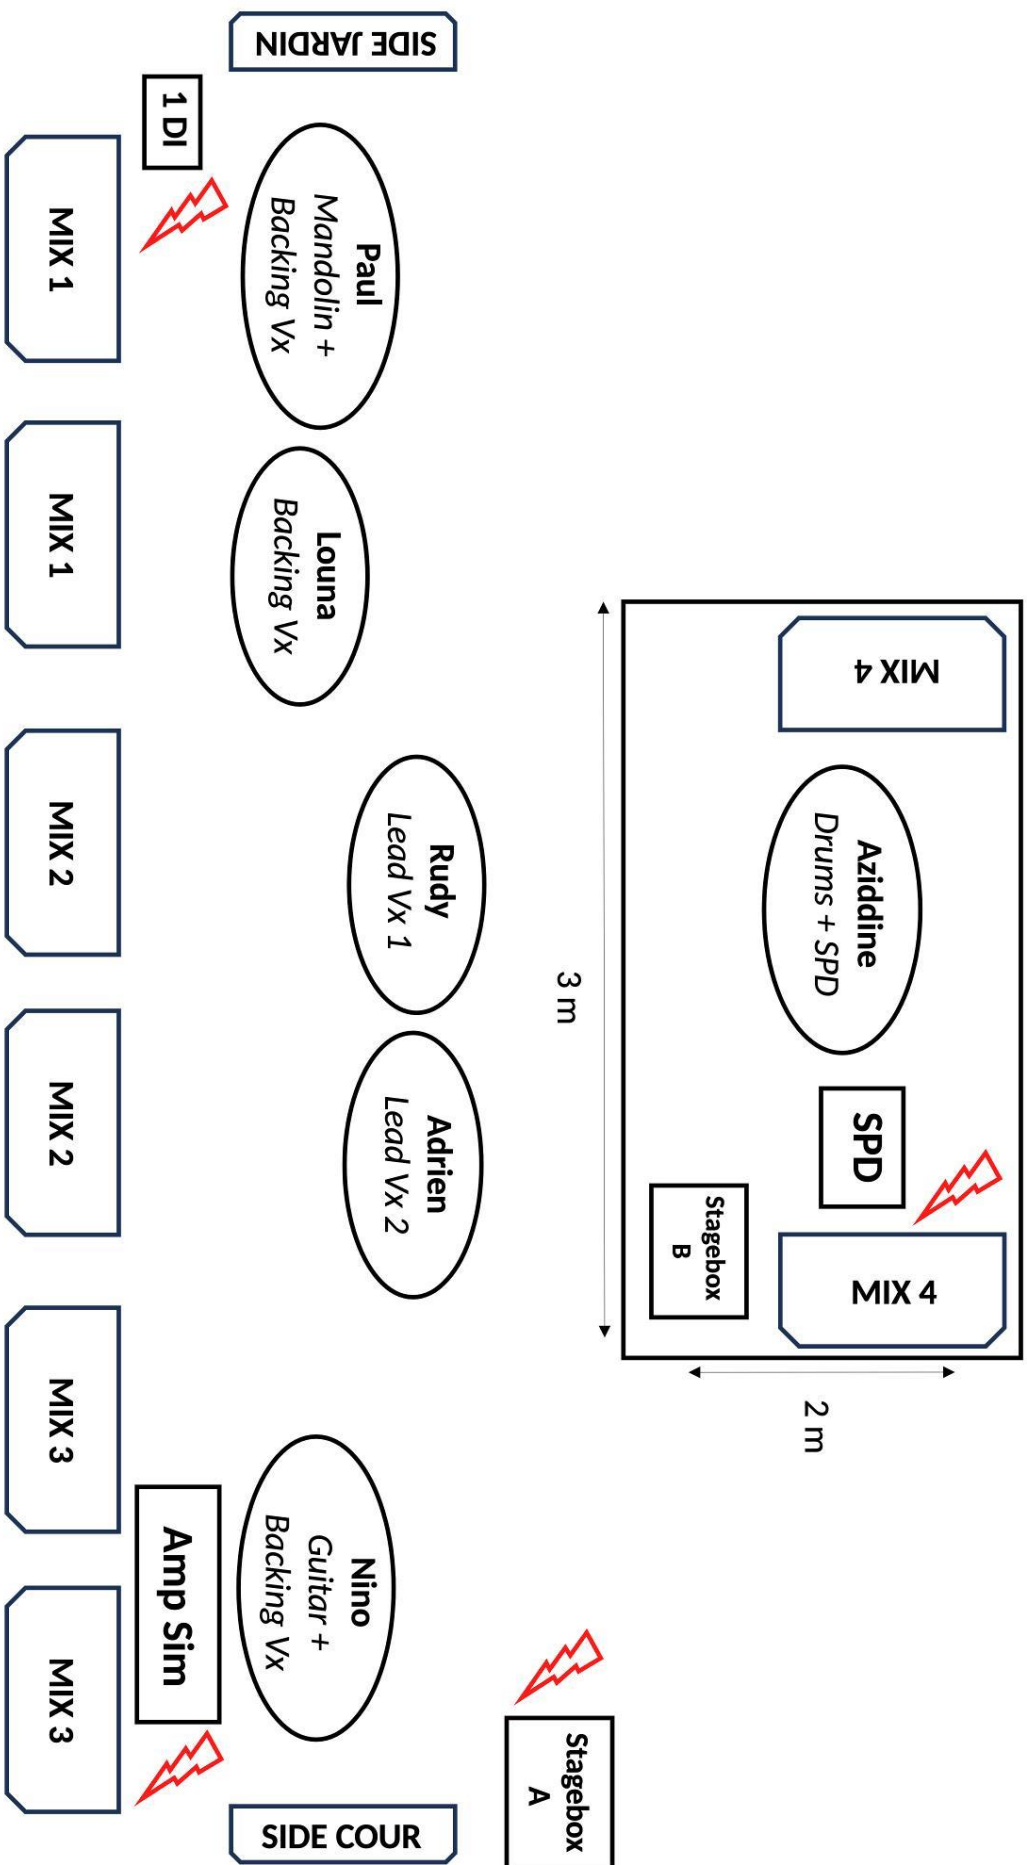 MIX 4
Aziddine
Drums + SPD
SPD
MIX 4
Stagebox
B
2 m
3 m
Stagebox
A
SIDE JARDIN
Paul
Mandolin +
Backing Vx
Louna
Backing Vx
Rudy
Lead Vx 1
Adrien
Lead Vx 2
Nino
Guitar +
Backing Vx
SIDE COUR
1 DI
Amp Sim
MIX 1
MIX 1
MIX 2
MIX 2
MIX 3
MIX 3